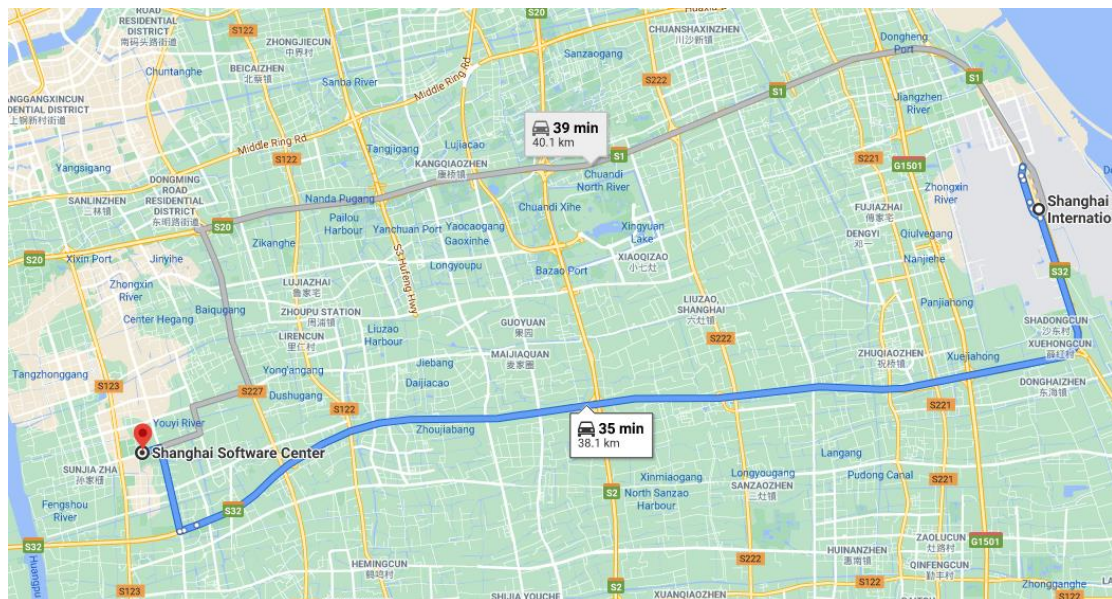 ROAD
RESIDENTIAL
DISTRICT
南码头路街道
S122
ZHONGJIECUN
中界村
S20
CHUANSHAXINZHEN
川沙新镇
Sanzaogang
Dongheng
Port
BEICAIZHEN
北蔡镇
Chuntanghe
Sanba River
Middle Ring Rd
S222
S1
S1
Jiangzhen
River
ANGGANGXINCUN
DENTIAL DISTRICT
上钢新村街道
39 min
40.1 km
Middle Ring Rd
Lujiacao
S1
S122
Tangjigang
KANGQIAOZHEN
康桥镇
Chuandi
North River
S221
G1501
Yangsigang
DONGMING
ROAD
RESIDENTIAL
DISTRICT
东明路街道
SANLINZHEN
三林镇
Nanda Pugang
Pailou
Harbour
Chuandi Xihe
Zhongxin
River
Shanghai
Internatio
FUJIAZHAI
傅家宅
S20
Yanchuan Port
Yaocaogang
Gaoxinhe
Xingyuan
Lake
DENGYI
邓一
Qiulvegang
Zikanghe
S3 Hufeng Hwy
XIAOQIZAO
小七灶
Nanjiehe
S20
Xixin Port
Jinyihe
Longyoupu
Bazao Port
S32
Zhongxin
River
LUJIAZHAI
鲁家宅
Baiqugang
LIUZAO,
SHANGHAI
六灶镇
Panjiahong
Center Hegang
ZHOUPU STATION
周浦镇
GUOYUAN
果园
SHADONGCUN
沙东村
LIRENCUN
里仁村
Liuzao
Harbour
S222
XUEHONGCUN
薛红村
MAIJIAQUAN
麦家圈
ZHUQIAOZHEN
祝桥镇
Xuejiahong
Tangzhonggang
Jiebang
Yong'angang
S123
S227
Dushugang
Daijiacao
DONGHAIZHEN
东海镇
S122
S221
Youyi River
Zhoujiabang
35 min
38.1 km
Shanghai Software Center
SUNJIA ZHA
孙家栅
Langang
Xinmiaogang
Longyougang
Pudong Canal
SANZAOZHEN
三灶镇
Fengshou
River
S32
S2
North Sanzao
Harbour
S221
S32
ZAOLUCUN
灶路村
G1501
Huangpu
HEMINGCUN
鹤鸣村
S222
HUINANZHEN
惠南镇
QINFENGCUN
勤丰村
S123
S2
S122
Zhongganghe
S122
XUANQIAOZHEN